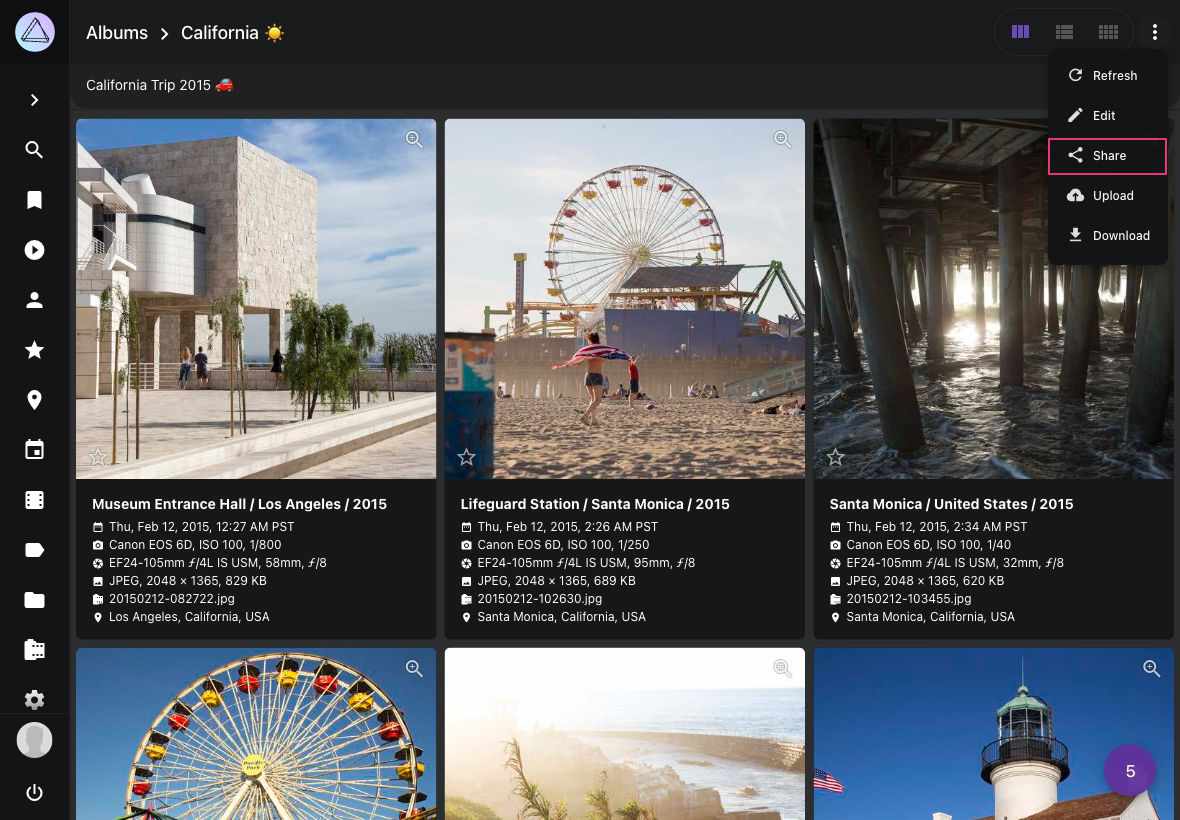 Albums > California ☀️
California Trip 2015 🚗
Refresh
Edit
Share
Upload
Download
Museum Entrance Hall / Los Angeles / 2015
Thu, Feb 12, 2015, 12:27 AM PST
Canon EOS 6D, ISO 100, 1/800
EF24-105mm ƒ/4L IS USM, 58mm, ƒ/8
JPEG, 2048 × 1365, 829 KB
20150212-082722.jpg
Los Angeles, California, USA
Lifeguard Station / Santa Monica / 2015
Thu, Feb 12, 2015, 2:26 AM PST
Canon EOS 6D, ISO 100, 1/250
EF24-105mm ƒ/4L IS USM, 95mm, ƒ/8
JPEG, 2048 × 1365, 689 KB
20150212-102630.jpg
Santa Monica, California, USA
Santa Monica / United States / 2015
Thu, Feb 12, 2015, 2:34 AM PST
Canon EOS 6D, ISO 100, 1/40
EF24-105mm ƒ/4L IS USM, 32mm, ƒ/8
JPEG, 2048 × 1365, 620 KB
20150212-103455.jpg
Santa Monica, California, USA
Pacific
Park
5